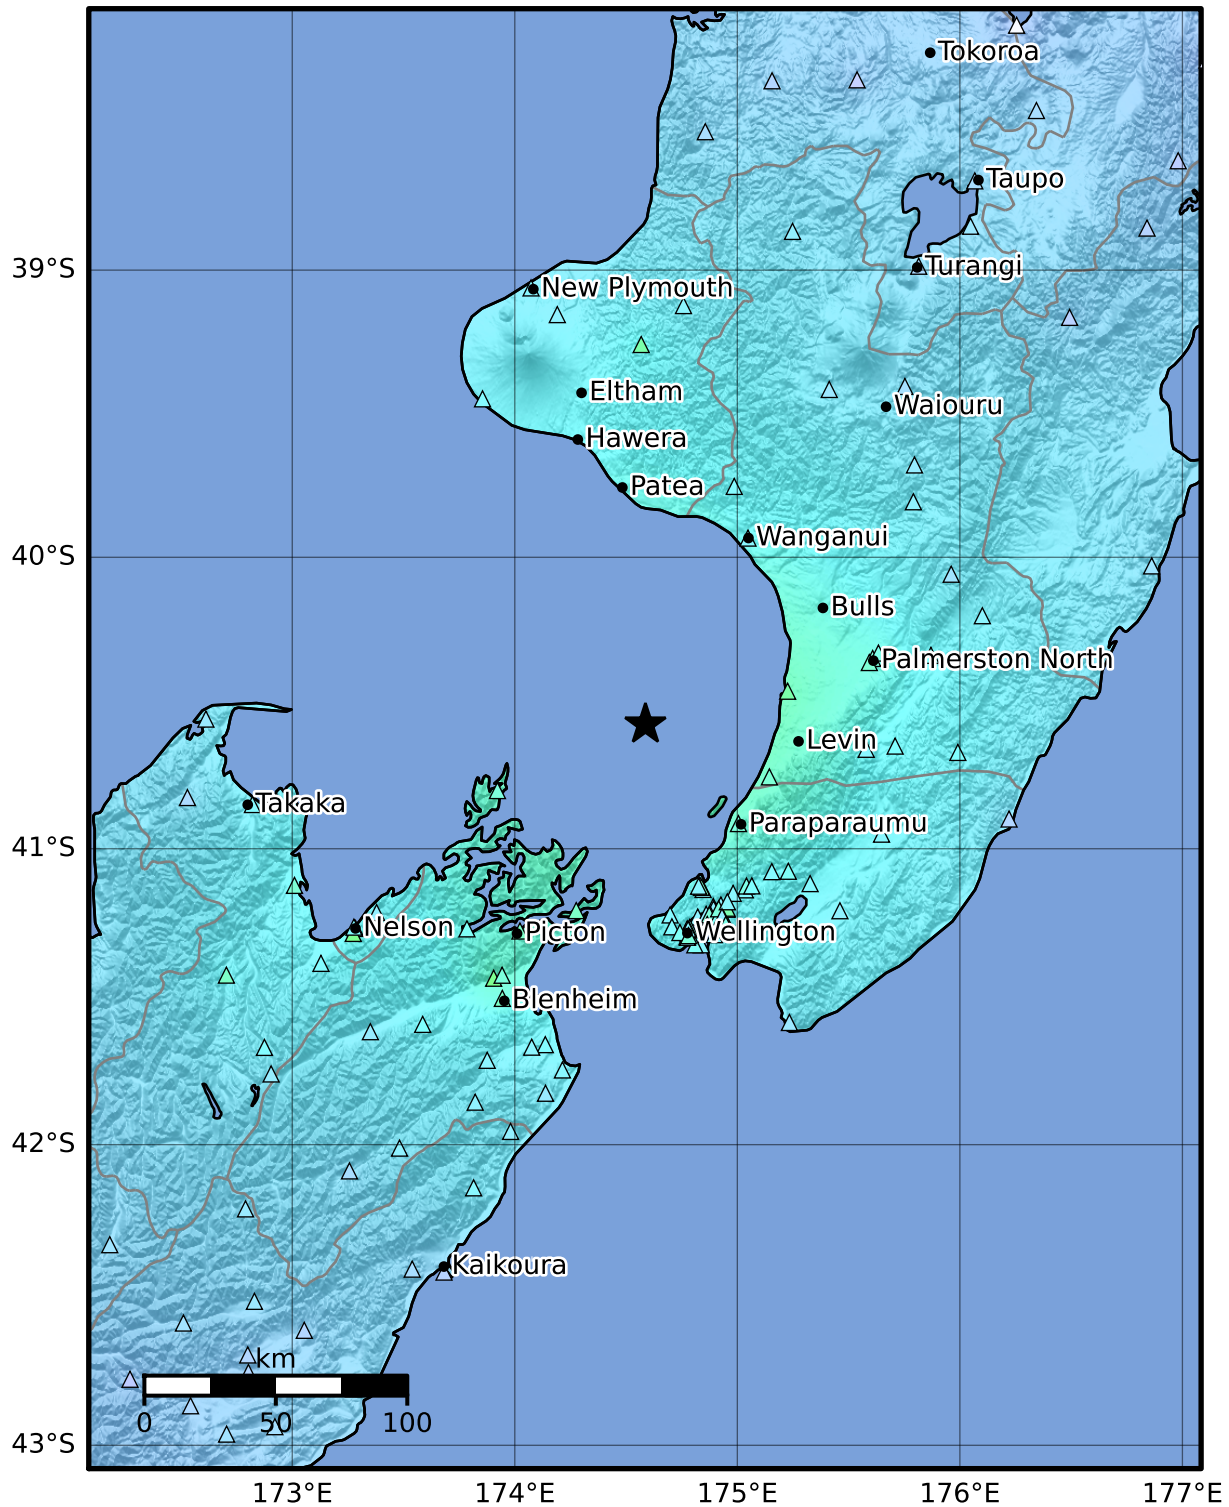 Tokoroa
Taupo
Turangi
39°S
New Plymouth
Eltham
Waiouru
Hawera
Patea
Wanganui
40°S
Bulls
Palmerston North
Levin
Takaka
Paraparaumu
41°S
Nelson
Picton
Wellington
Blenheim
42°S
Kaikoura
km
0 50 100
43°S
173°E 174°E 175°E 176°E 177°E